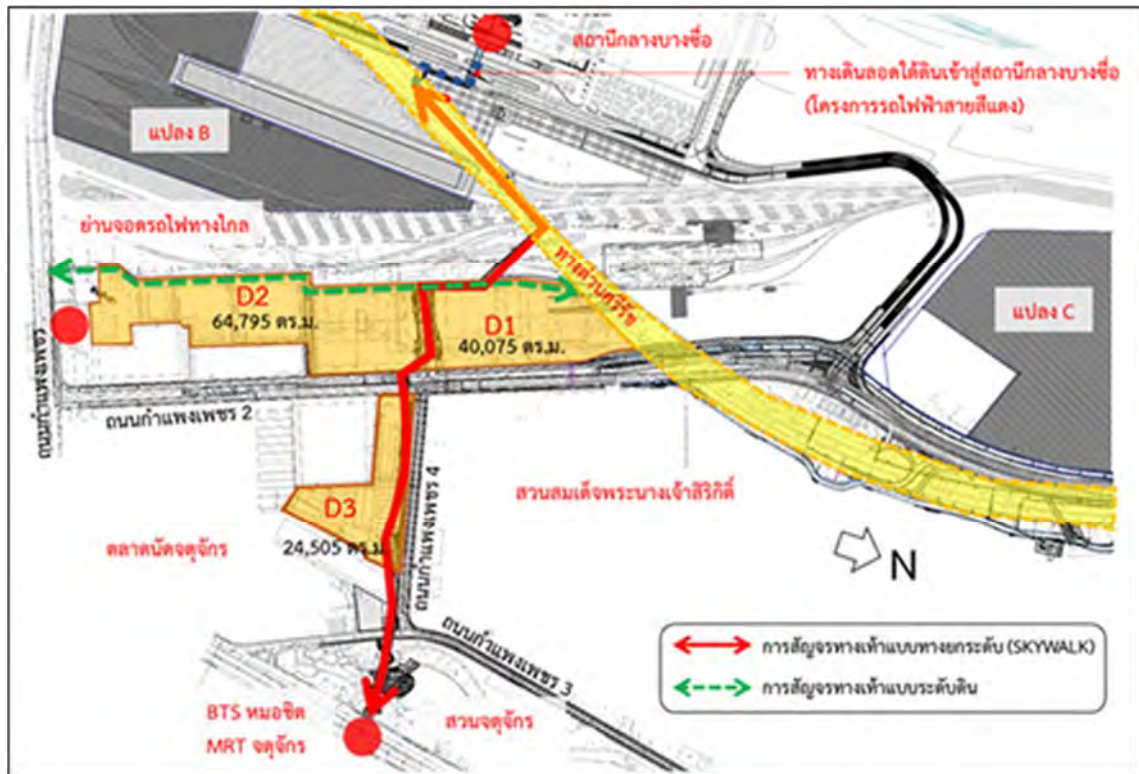 สถานีกลางบางซื่อ
ทางเดินลอดใต้ดินเข้าสู่สถานีกลางบางซื่อ
(โครงการรถไฟฟ้าสายสีแดง)
แปลง B
ย่านจอดรถไฟทางไกล
ทางด่วนศรีรัช
แปลง C
D2
64,795 ตร.ม.
D1
40,075 ตร.ม.
ถนนกำแพงเพชร
ถนนกำแพงเพชร 2
ถนนกำแพงเพชร 4
สวนสมเด็จพระนางเจ้าสิริกิติ์
D3
24,505 ตร.ม.
ตลาดนัดจตุจักร
N
ถนนกำแพงเพชร 3
การสัญจรทางเท้าแบบทางยกระดับ (SKYWALK)
การสัญจรทางเท้าแบบระดับดิน
BTS หมอชิต
MRT จตุจักร
สวนจตุจักร